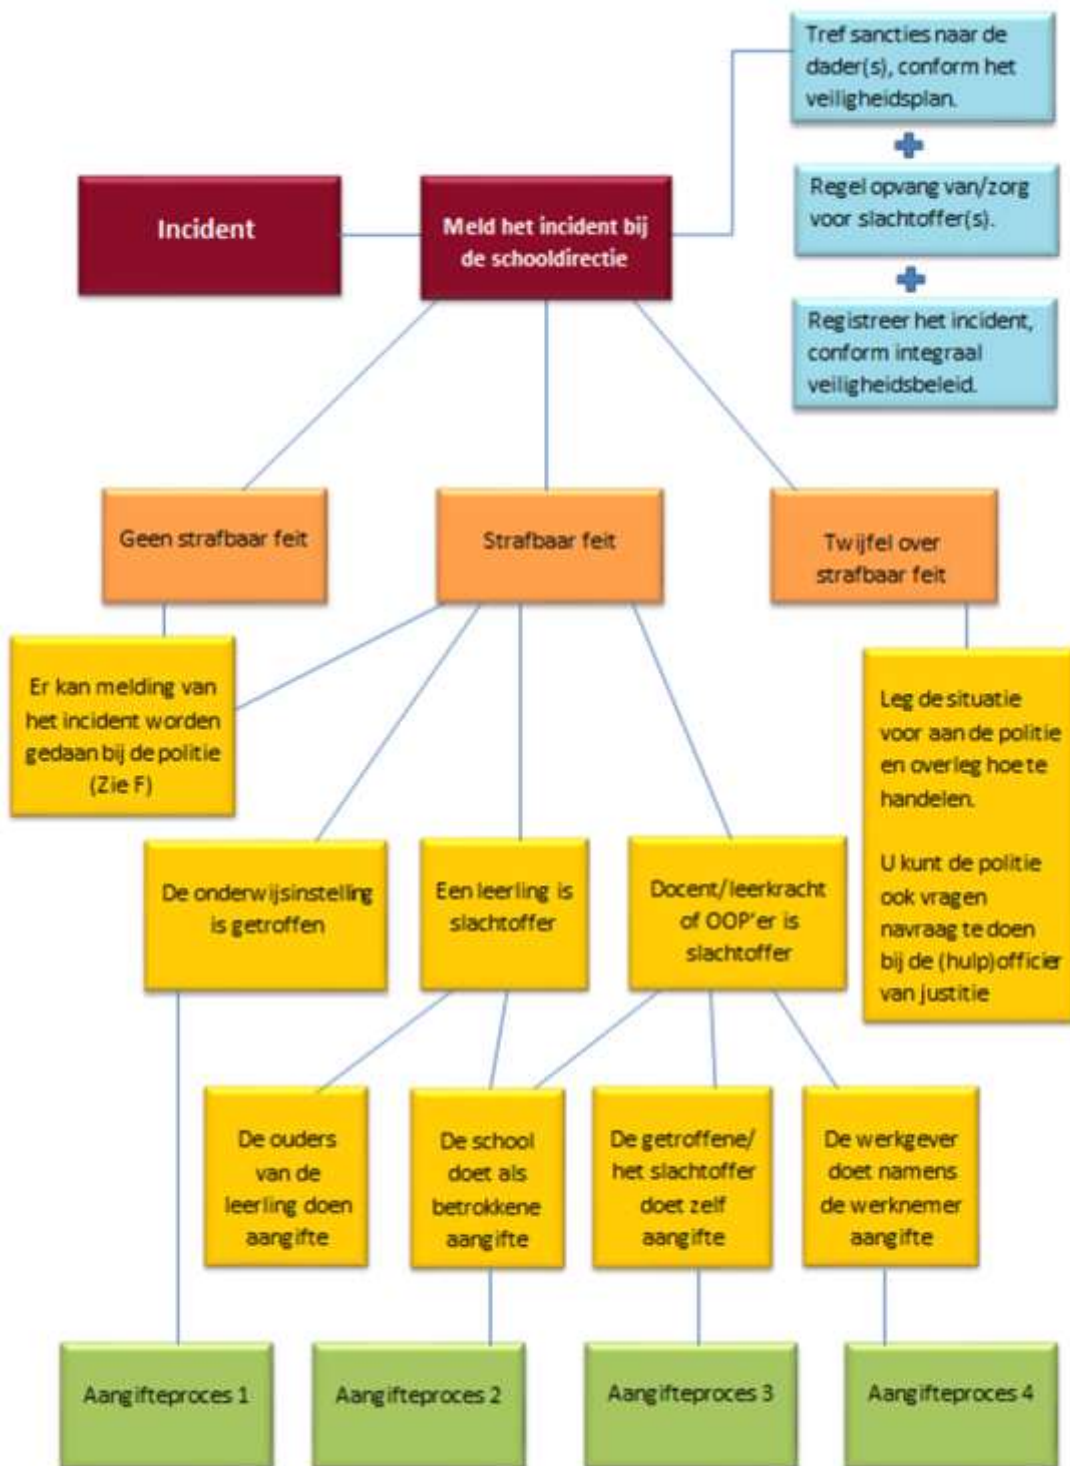 Tref sancties naar de
dader(s), conform het
veiligheidsplan.
Incident
Meld het incident bij
de schooldirectie
Regel opvang van/zorg
voor slachtoffer(s).
Registreer het incident,
conform integraal
veiligheidsbeleid.
Geen strafbaar feit
Strafbaar feit
Twijfel over
strafbaar feit
Er kan melding van
het incident worden
gedaan bij de politie
(Zie F)
Leg de situatie
voor aan de politie
en overleg hoe te
handelen.
U kunt de politie
ook vragen
navraag te doen
bij de (hulp)officier
van justitie
De onderwijsinstelling
is getroffen
Een leerling is
slachtoffer
Docent/leerkracht
of OOP'er is
slachtoffer
De ouders
van de
leerling doen
aangifte
De school
doet als
betrokkene
aangifte
De getroffene/
het slachtoffer
doet zelf
aangifte
De werkgever
doet namens
de werknemer
aangifte
Aangifteproces 1
Aangifteproces 2
Aangifteproces 3
Aangifteproces 4